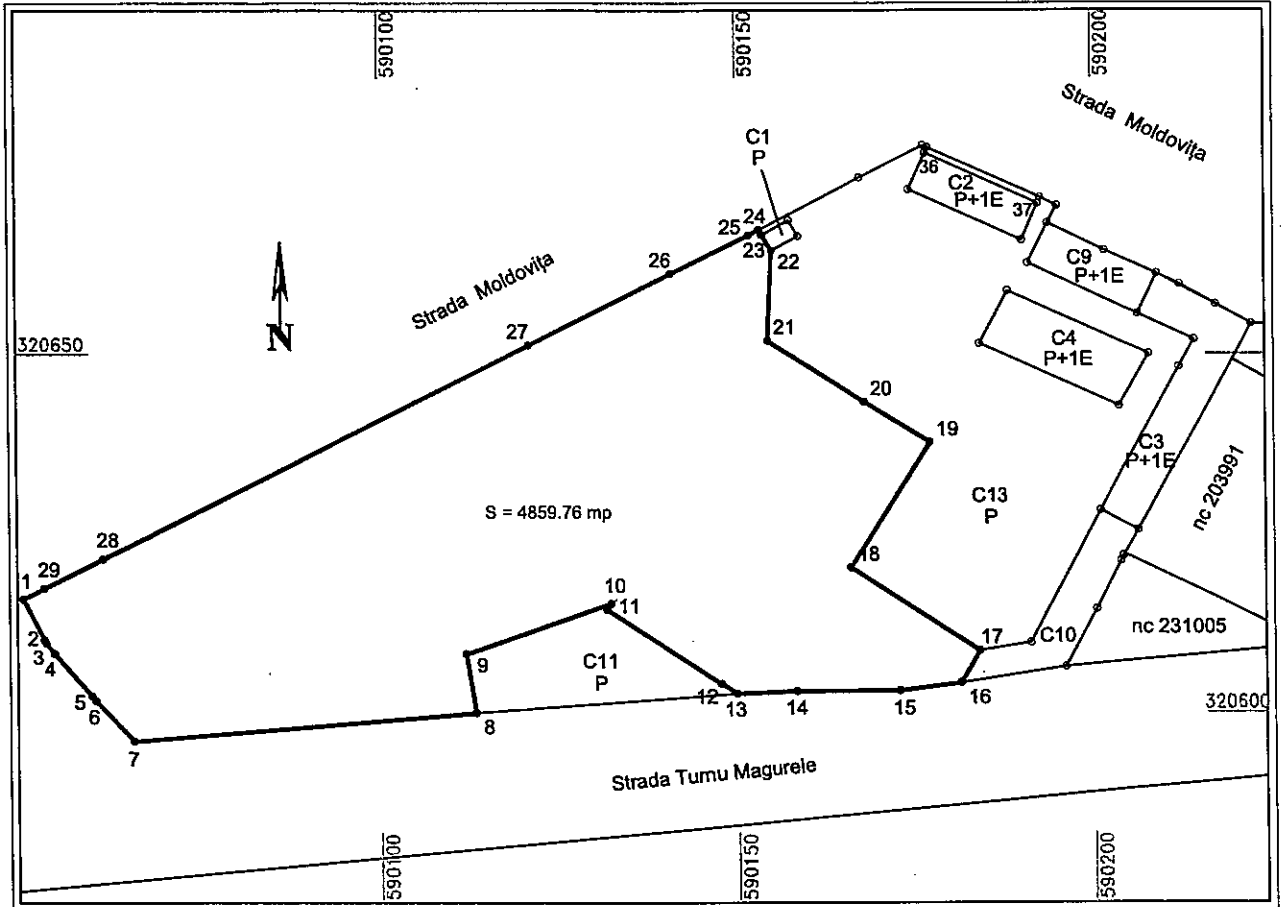 590100
590150
590200
Strada Moldovița
C1
P
36
C2
P+1E
37
24
25
23
22
C9
P+1E
26
Strada Moldovița
N
27
21
320650
C4
P+1E
20
19
C3
P+1E
nc 203991
C13
P
S = 4859.76 mp
28
18
1
29
10
11
2
3
4
C10
nc 231005
17
9
C11
P
5
6
12
13
14
15
16
320600
8
7
Strada Turnu Magurele
590100
590150
590200